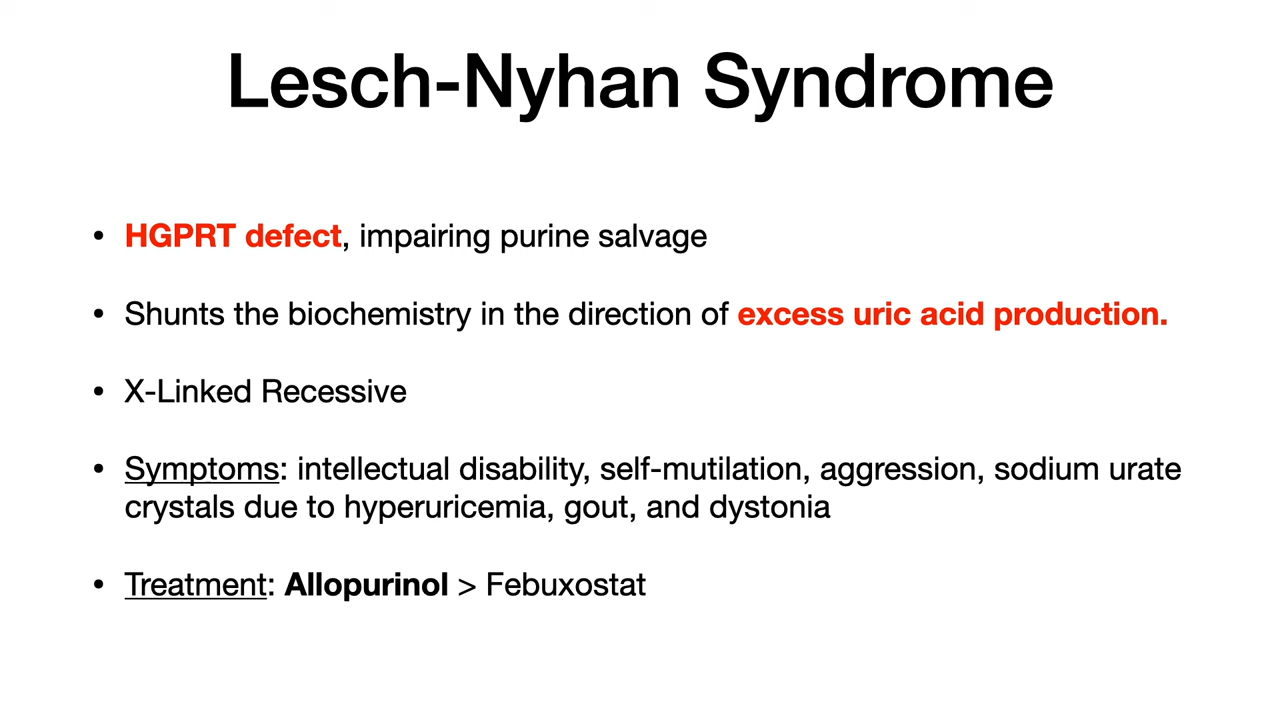 Lesch-Nyhan Syndrome
• HGPRT defect, impairing purine salvage
• Shunts the biochemistry in the direction of excess uric acid production.
• X-Linked Recessive
• Symptoms: intellectual disability, self-mutilation, aggression, sodium urate
crystals due to hyperuricemia, gout, and dystonia
• Treatment: Allopurinol > Febuxostat